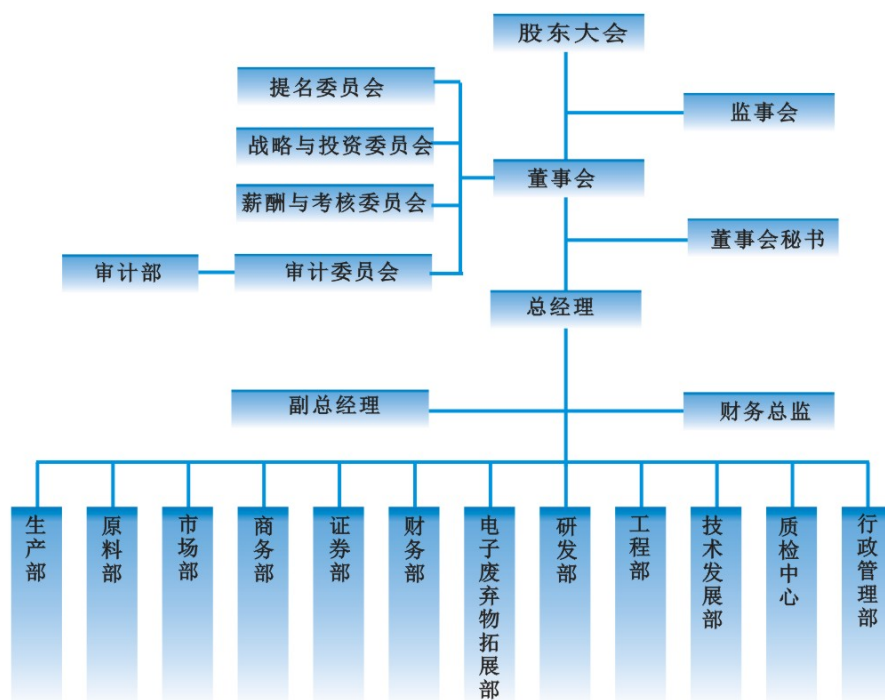 股东大会
提名委员会
监事会
战略与投资委员会
董事会
薪酬与考核委员会
董事会秘书
审计部
审计委员会
总经理
副总经理
财务总监
生产部
原料部
市场部
商务部
证券部
财务部
电子废弃物拓展部
研发部
工程部
技术发展部
质检中心
行政管理部